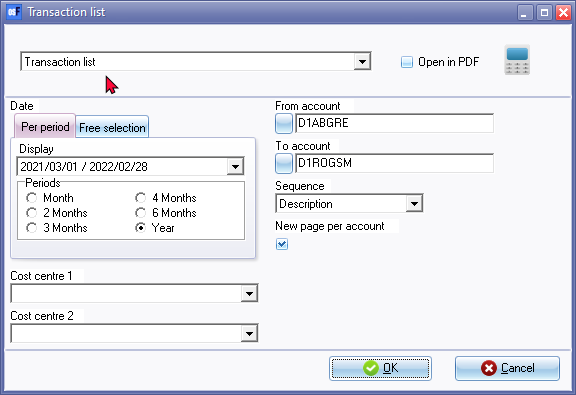 Transaction list
Transaction list
Open in PDF
Date
Per period
Free selection
Display
2021/03/01 / 2022/02/28
Periods
Month
4 Months
2 Months
6 Months
3 Months
Year
Cost centre 1
Cost centre 2
From account
D1ABGRE
To account
D1ROGSM
Sequence
Description
New page per account
OK
Cancel